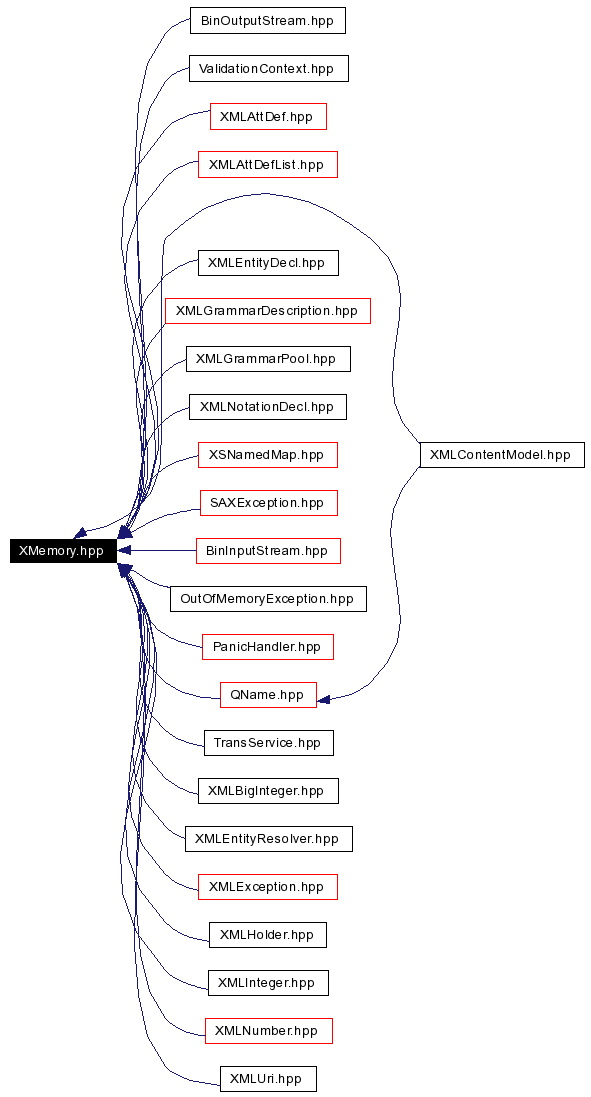 BinOutputStream.hpp
ValidationContext.hpp
XMLAttDef.hpp
XMLAttDefList.hpp
XMLEntityDecl.hpp
XMLGrammarDescription.hpp
XMLGrammarPool.hpp
XMLNotationDecl.hpp
XMLContentModel.hpp
XSNamedMap.hpp
SAXException.hpp
XMemory.hpp
BinInputStream.hpp
OutOfMemoryException.hpp
PanicHandler.hpp
QName.hpp
TransService.hpp
XMLBigInteger.hpp
XMLEntityResolver.hpp
XMLException.hpp
XMLHolder.hpp
XMLInteger.hpp
XMLNumber.hpp
XMLUri.hpp